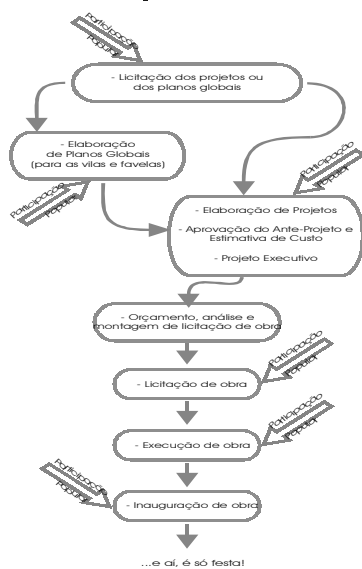 Participação
Popular
- Licitação dos projetos ou
dos planos globais
- Elaboração
de Planos Globais
(para as vilas e favelas)
Participação
Popular
Participação
Popular
- Elaboração de Projetos
- Aprovação do Ante-Projeto e
Estimativa de Custo
- Projeto Executivo
- Orçamento, análise e
montagem de licitação de obra
Participação
Popular
- Licitação de obra
Participação
Popular
- Execução de obra
Participação
Popular
- Inauguração de obra
...e aí, é só festa!